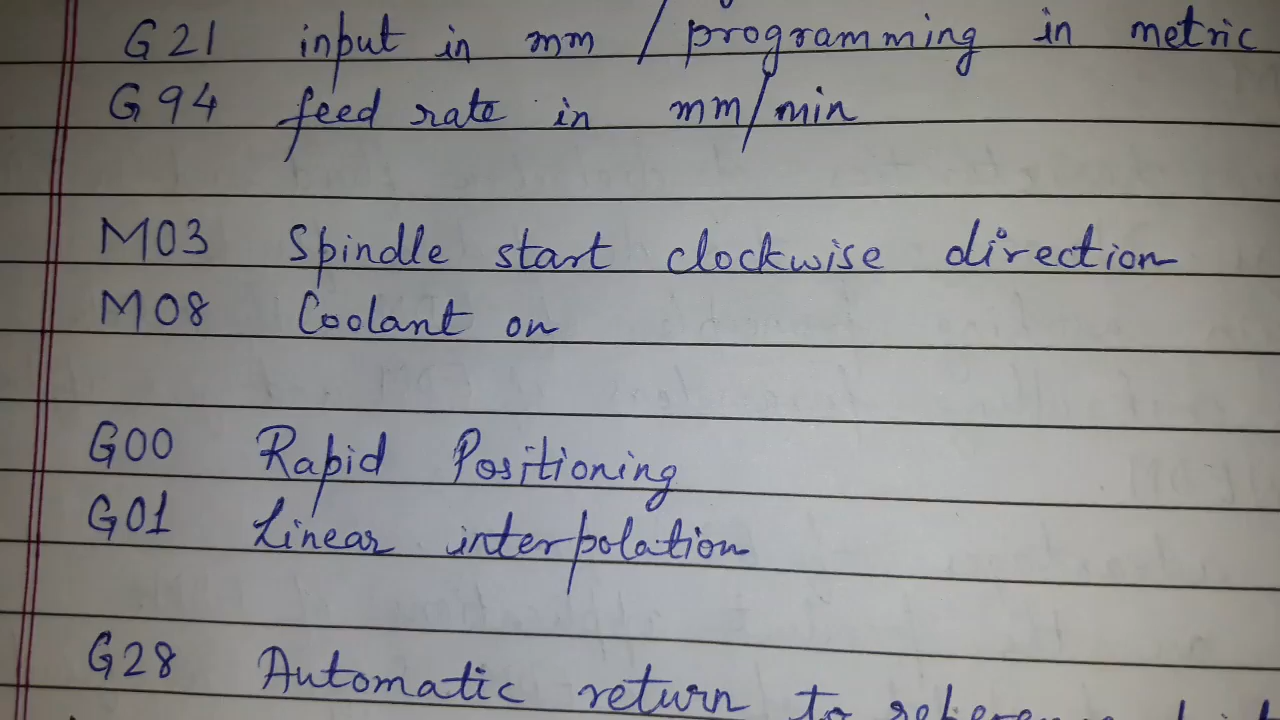 G21 input in mm / programming in metric
G94 feed rate in mm/min
M03 Spindle start clockwise direction
M08 Coolant on
G00 Rapid Positioning
G01 Linear interpolation
G28 Automatic return to